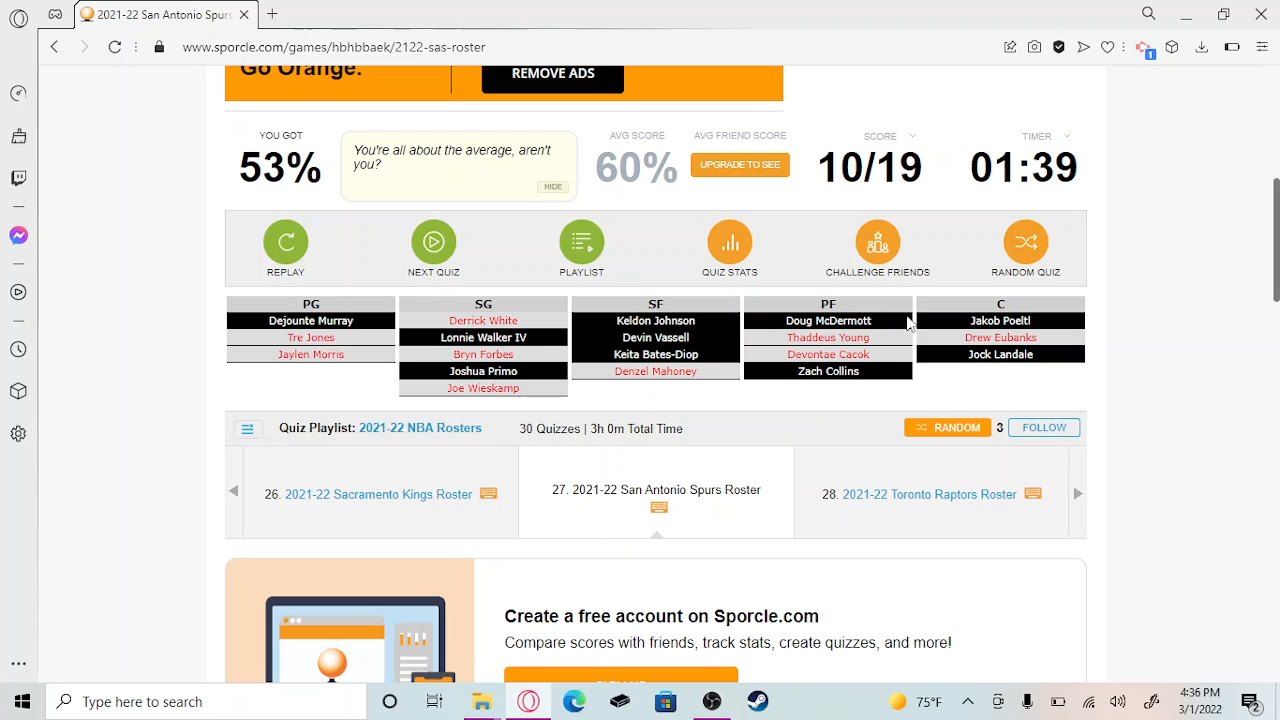 2021-22 San Antonio Spurs
www.sporcle.com/games/hbhbbaek/2122-sas-roster
1
Go Orange.
REMOVE ADS
YOU GOT
53%
You're all about the average, aren't
you?
HIDE
AVG SCORE
60%
AVG FRIEND SCORE
UPGRADE TO SEE
SCORE
10/19
TIMER
01:39
REPLAY
NEXT QUIZ
PLAYLIST
QUIZ STATS
CHALLENGE FRIENDS
RANDOM QUIZ
PG
Dejounte Murray
Tre Jones
Jaylen Morris
SG
Derrick White
Lonnie Walker IV
Bryn Forbes
Joshua Primo
Joe Wieskamp
SF
Keldon Johnson
Devin Vassell
Keita Bates-Diop
Denzel Mahoney
PF
Doug McDermott
Thaddeus Young
Devontae Cacok
Zach Collins
C
Jakob Poeltl
Drew Eubanks
Jock Landale
Quiz Playlist: 2021-22 NBA Rosters
30 Quizzes | 3h 0m Total Time
RANDOM
3
FOLLOW
26. 2021-22 Sacramento Kings Roster
27. 2021-22 San Antonio Spurs Roster
28. 2021-22 Toronto Raptors Roster
Create a free account on Sporcle.com
Compare scores with friends, track stats, create quizzes, and more!
Type here to search
75°F
4:36 PM
3/1/2022
2